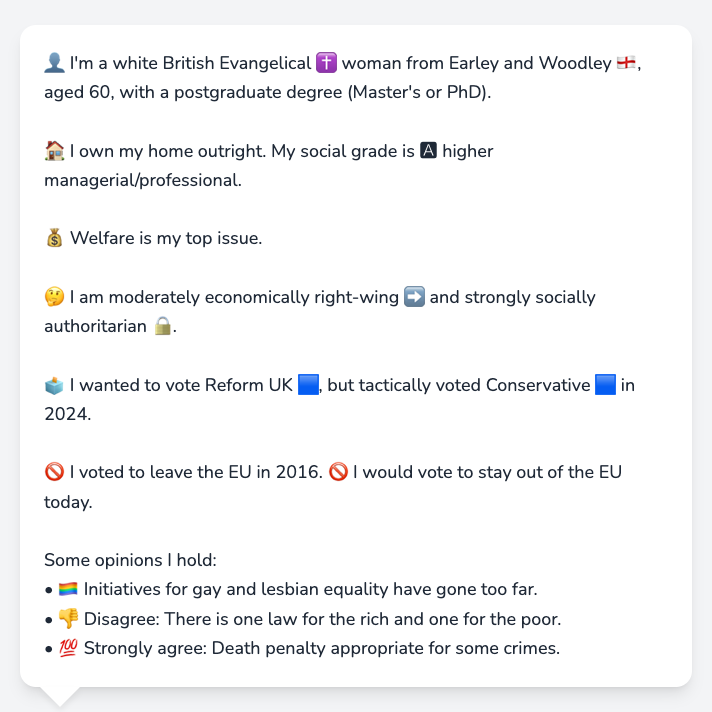 👤 I'm a white British Evangelical ✝️ woman from Earley and Woodley 🏴󠁧󠁢󠁥󠁮󠁧󠁿,
aged 60, with a postgraduate degree (Master's or PhD).
🏠 I own my home outright. My social grade is 🅰 higher
managerial/professional.
💰 Welfare is my top issue.
🤔 I am moderately economically right-wing ➡️ and strongly socially
authoritarian 🔒.
🗳️ I wanted to vote Reform UK 🟦, but tactically voted Conservative 🟦 in
2024.
🚫 I voted to leave the EU in 2016. 🚫 I would vote to stay out of the EU
today.
Some opinions I hold:
• 🏳️‍🌈 Initiatives for gay and lesbian equality have gone too far.
• 👎 Disagree: There is one law for the rich and one for the poor.
• 💯 Strongly agree: Death penalty appropriate for some crimes.